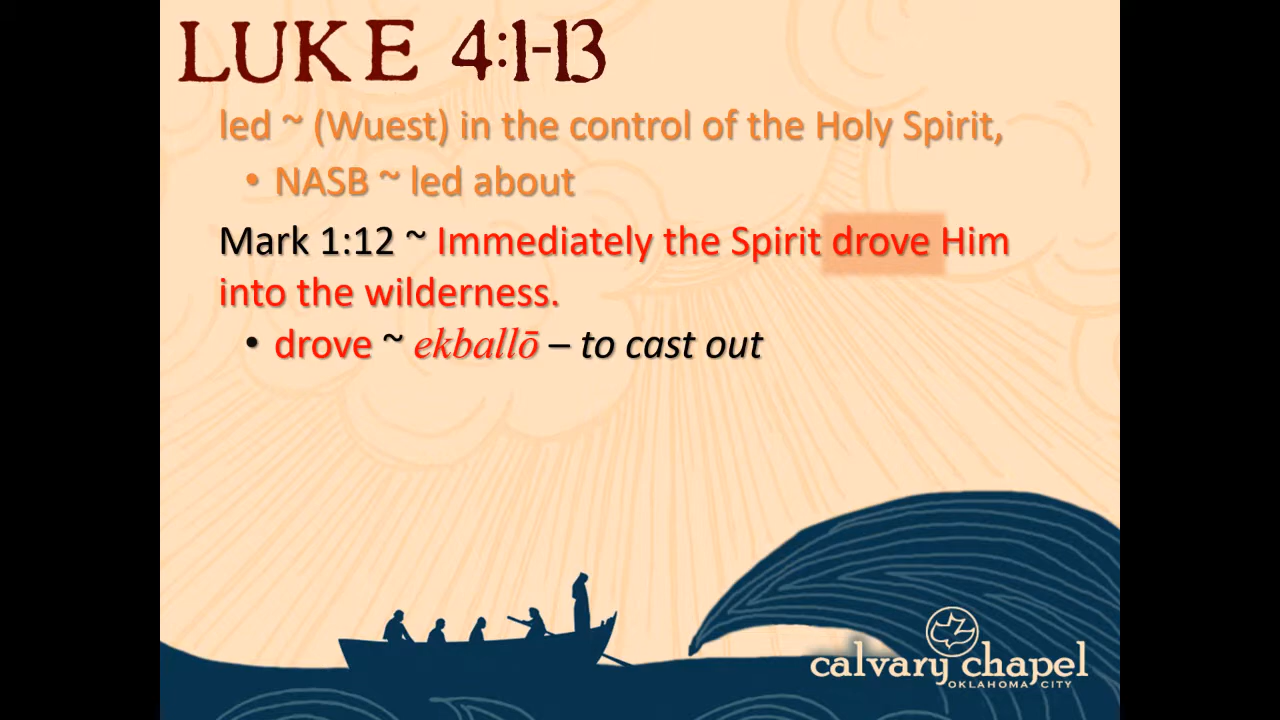 LUKE 4:1-13
led ~ (Wuest) in the control of the Holy Spirit,
• NASB ~ led about
Mark 1:12 ~ Immediately the Spirit drove Him
into the wilderness.
• drove ~ ekballō – to cast out
calvary chapel
OKLAHOMA CITY